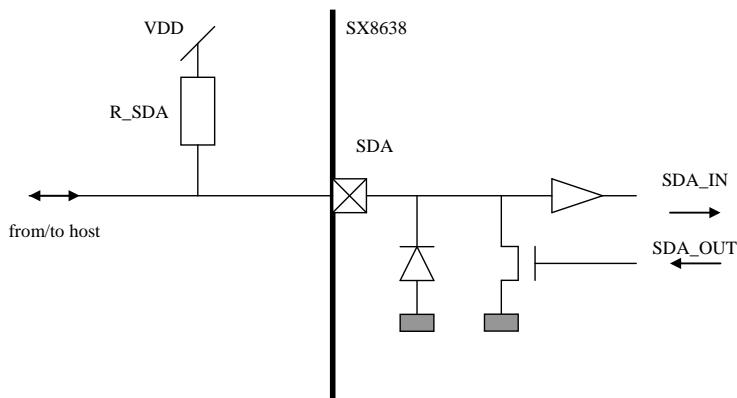 VDD
SX8638
R_SDA
SDA
SDA_IN
from/to host
SDA_OUT